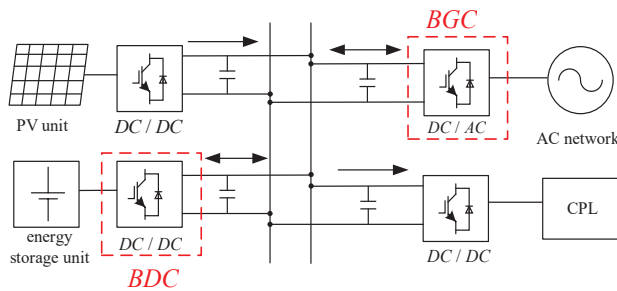 BGC
PV unit
DC / DC
DC / AC
AC network
energy
storage unit
DC / DC
BDC
CPL
DC / DC